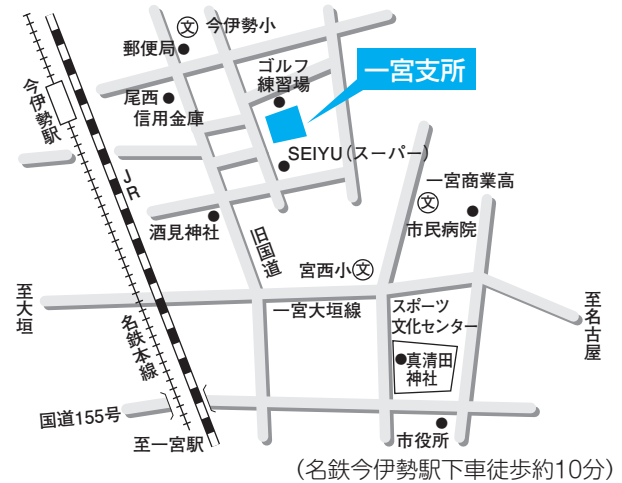 文 今伊勢小
郵便局
ゴルフ
練習場
一宮支所
今伊勢駅
尾西
信用金庫
SEIYU（スーパー）
JR
一宮商業高
文
酒見神社
市民病院
旧国道
宮西小文
至大垣
一宮大垣線
スポーツ
文化センター
至名古屋
名鉄本線
真清田
神社
国道155号
至一宮駅
市役所
（名鉄今伊勢駅下車徒歩約10分）